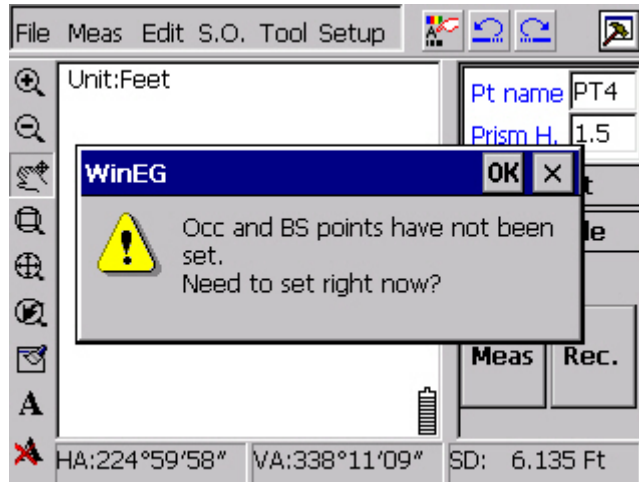 File Meas Edit S.O. Tool Setup
Unit:Feet
Pt name PT4
Prism H. 1.5
WinEG OK
Occ and BS points have not been
set.
Need to set right now?
Meas Rec.
A
HA:224°59'58" VA:338°11'09" SD: 6.135 Ft